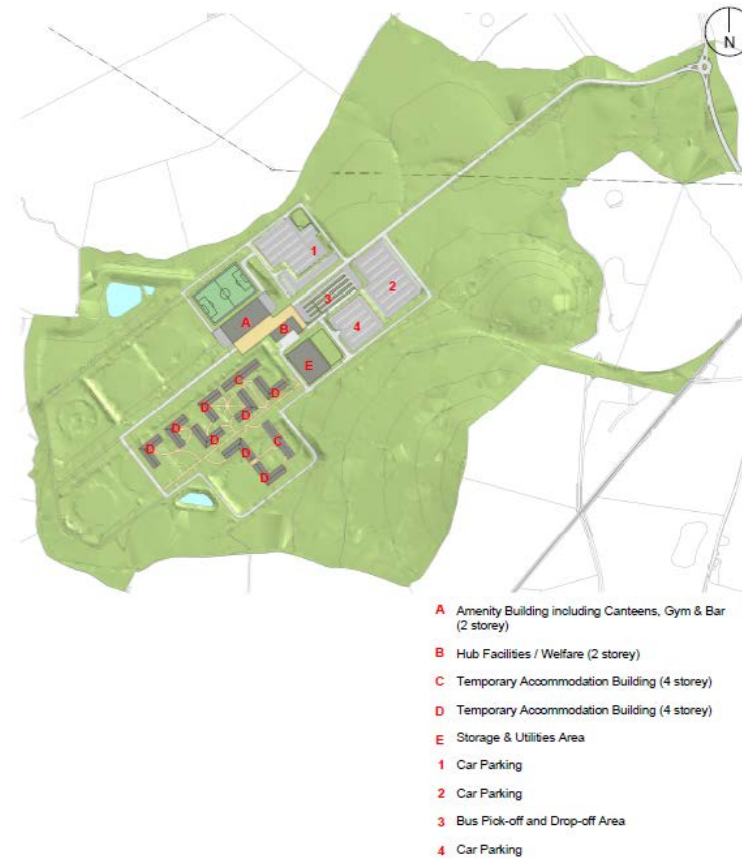 N
1
2
3
A
B
4
E
C
D
D
D
D
D
C
D
D
D
A Amenity Building including Canteens, Gym & Bar
(2 storey)
B Hub Facilities / Welfare (2 storey)
C Temporary Accommodation Building (4 storey)
D Temporary Accommodation Building (4 storey)
E Storage & Utilities Area
1 Car Parking
2 Car Parking
3 Bus Pick-off and Drop-off Area
4 Car Parking